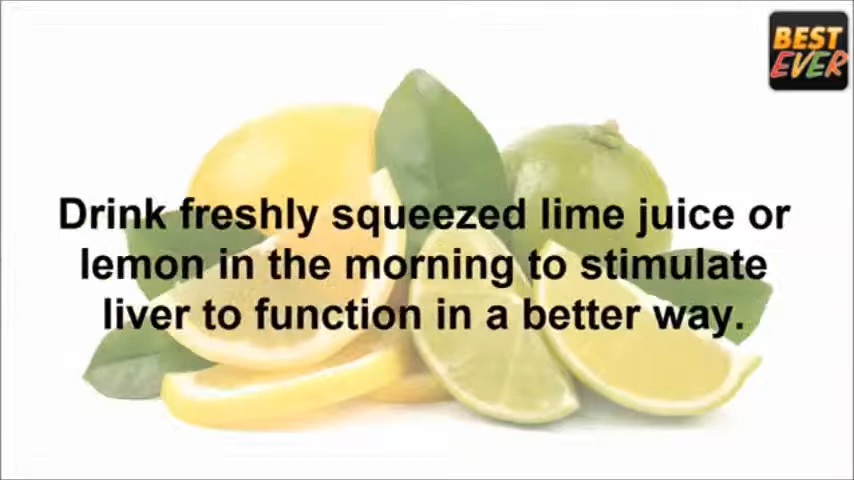 BEST
EVER
Drink freshly squeezed lime juice or
lemon in the morning to stimulate
liver to function in a better way.